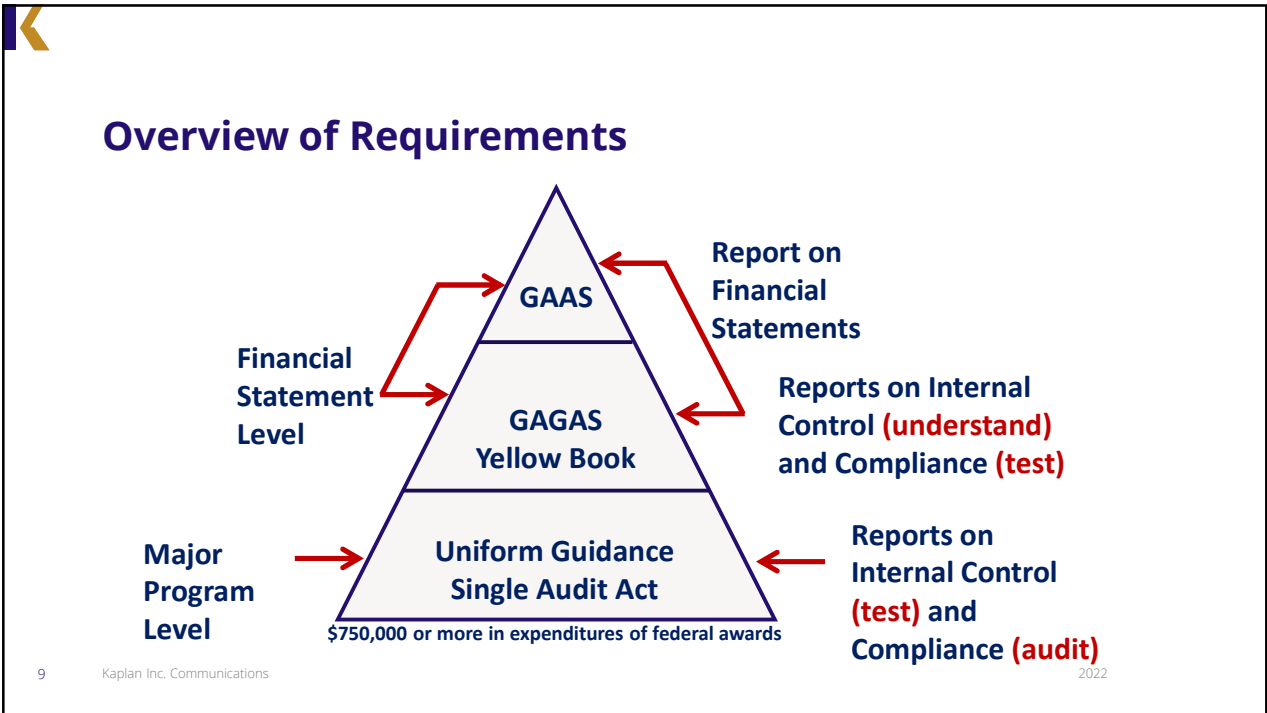 Overview of Requirements
GAAS
GAGAS
Yellow Book
Uniform Guidance
Single Audit Act
$750,000 or more in expenditures of federal awards
Financial
Statement
Level
Major
Program
Level
Report on
Financial
Statements
Reports on Internal
Control (understand)
and Compliance (test)
Reports on
Internal Control
(test) and
Compliance (audit)
9
Kaplan Inc. Communications
2022